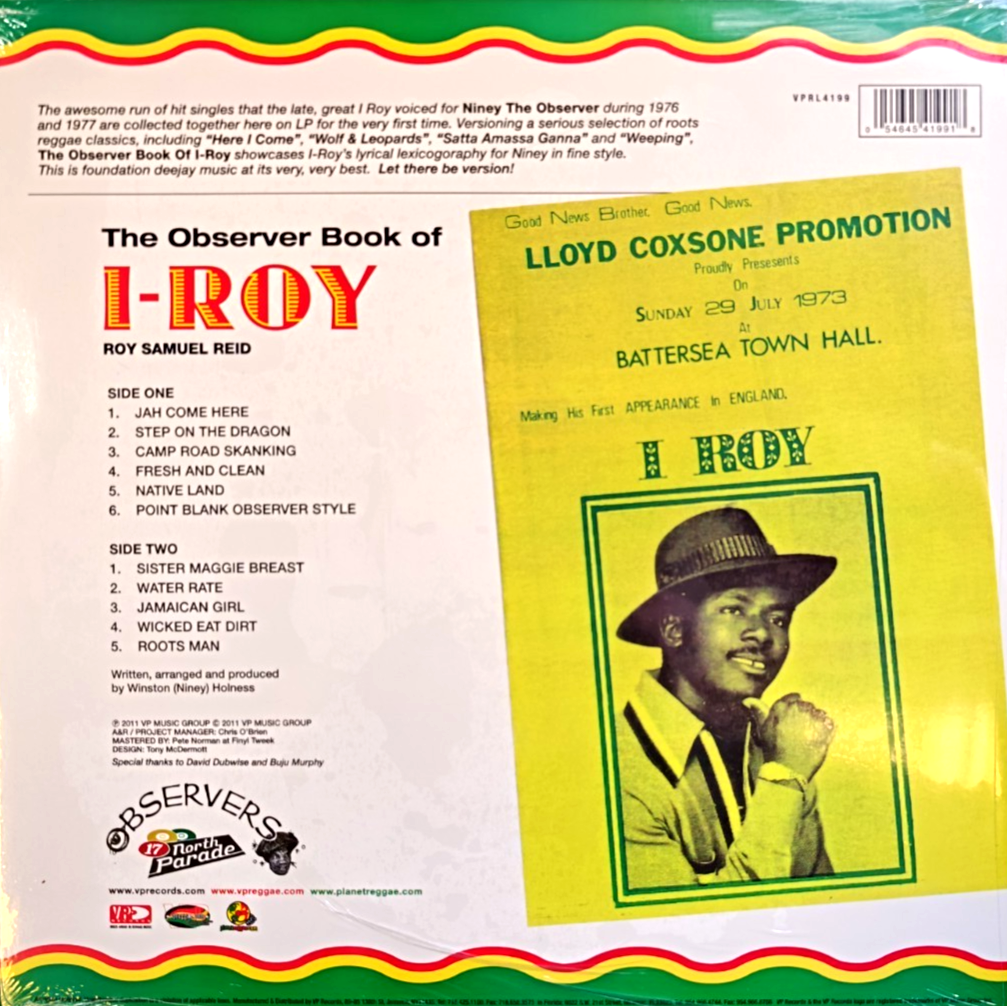 The awesome run of hit singles that the late, great I Roy voiced for Niney The Observer during 1976
and 1977 are collected together here on LP for the very first time. Versioning a serious selection of roots
reggae classics, including "Here I Come", "Wolf & Leopards", "Satta Amassa Ganna" and "Weeping",
The Observer Book Of I-Roy showcases I-Roy's lyrical lexicogoraphy for Niney in fine style.
This is foundation deejay music at its very, very best. Let there be version!
VPRL4199
0 54645 41991 8
The Observer Book of
I-ROY
ROY SAMUEL REID
SIDE ONE
1. JAH COME HERE
2. STEP ON THE DRAGON
3. CAMP ROAD SKANKING
4. FRESH AND CLEAN
5. NATIVE LAND
6. POINT BLANK OBSERVER STYLE
SIDE TWO
1. SISTER MAGGIE BREAST
2. WATER RATE
3. JAMAICAN GIRL
4. WICKED EAT DIRT
5. ROOTS MAN
Written, arranged and produced
by Winston (Niney) Holness
℗ 2011 VP MUSIC GROUP © 2011 VP MUSIC GROUP
A&R / PROJECT MANAGER: Chris O'Brien
MASTERED BY: Pete Norman at Finyl Tweek
DESIGN: Tony McDermott
Special thanks to David Dubwise and Buju Murphy
OBSERVERS
17 North
Parade
www.vprecords.com www.vpreggae.com www.planetreggae.com
VP
Good News Brother, Good News,
LLOYD COXSONE PROMOTION
Proudly Presesents
On
SUNDAY 29 JULY 1973
At
BATTERSEA TOWN HALL.
Making His First APPEARANCE In ENGLAND.
I ROY